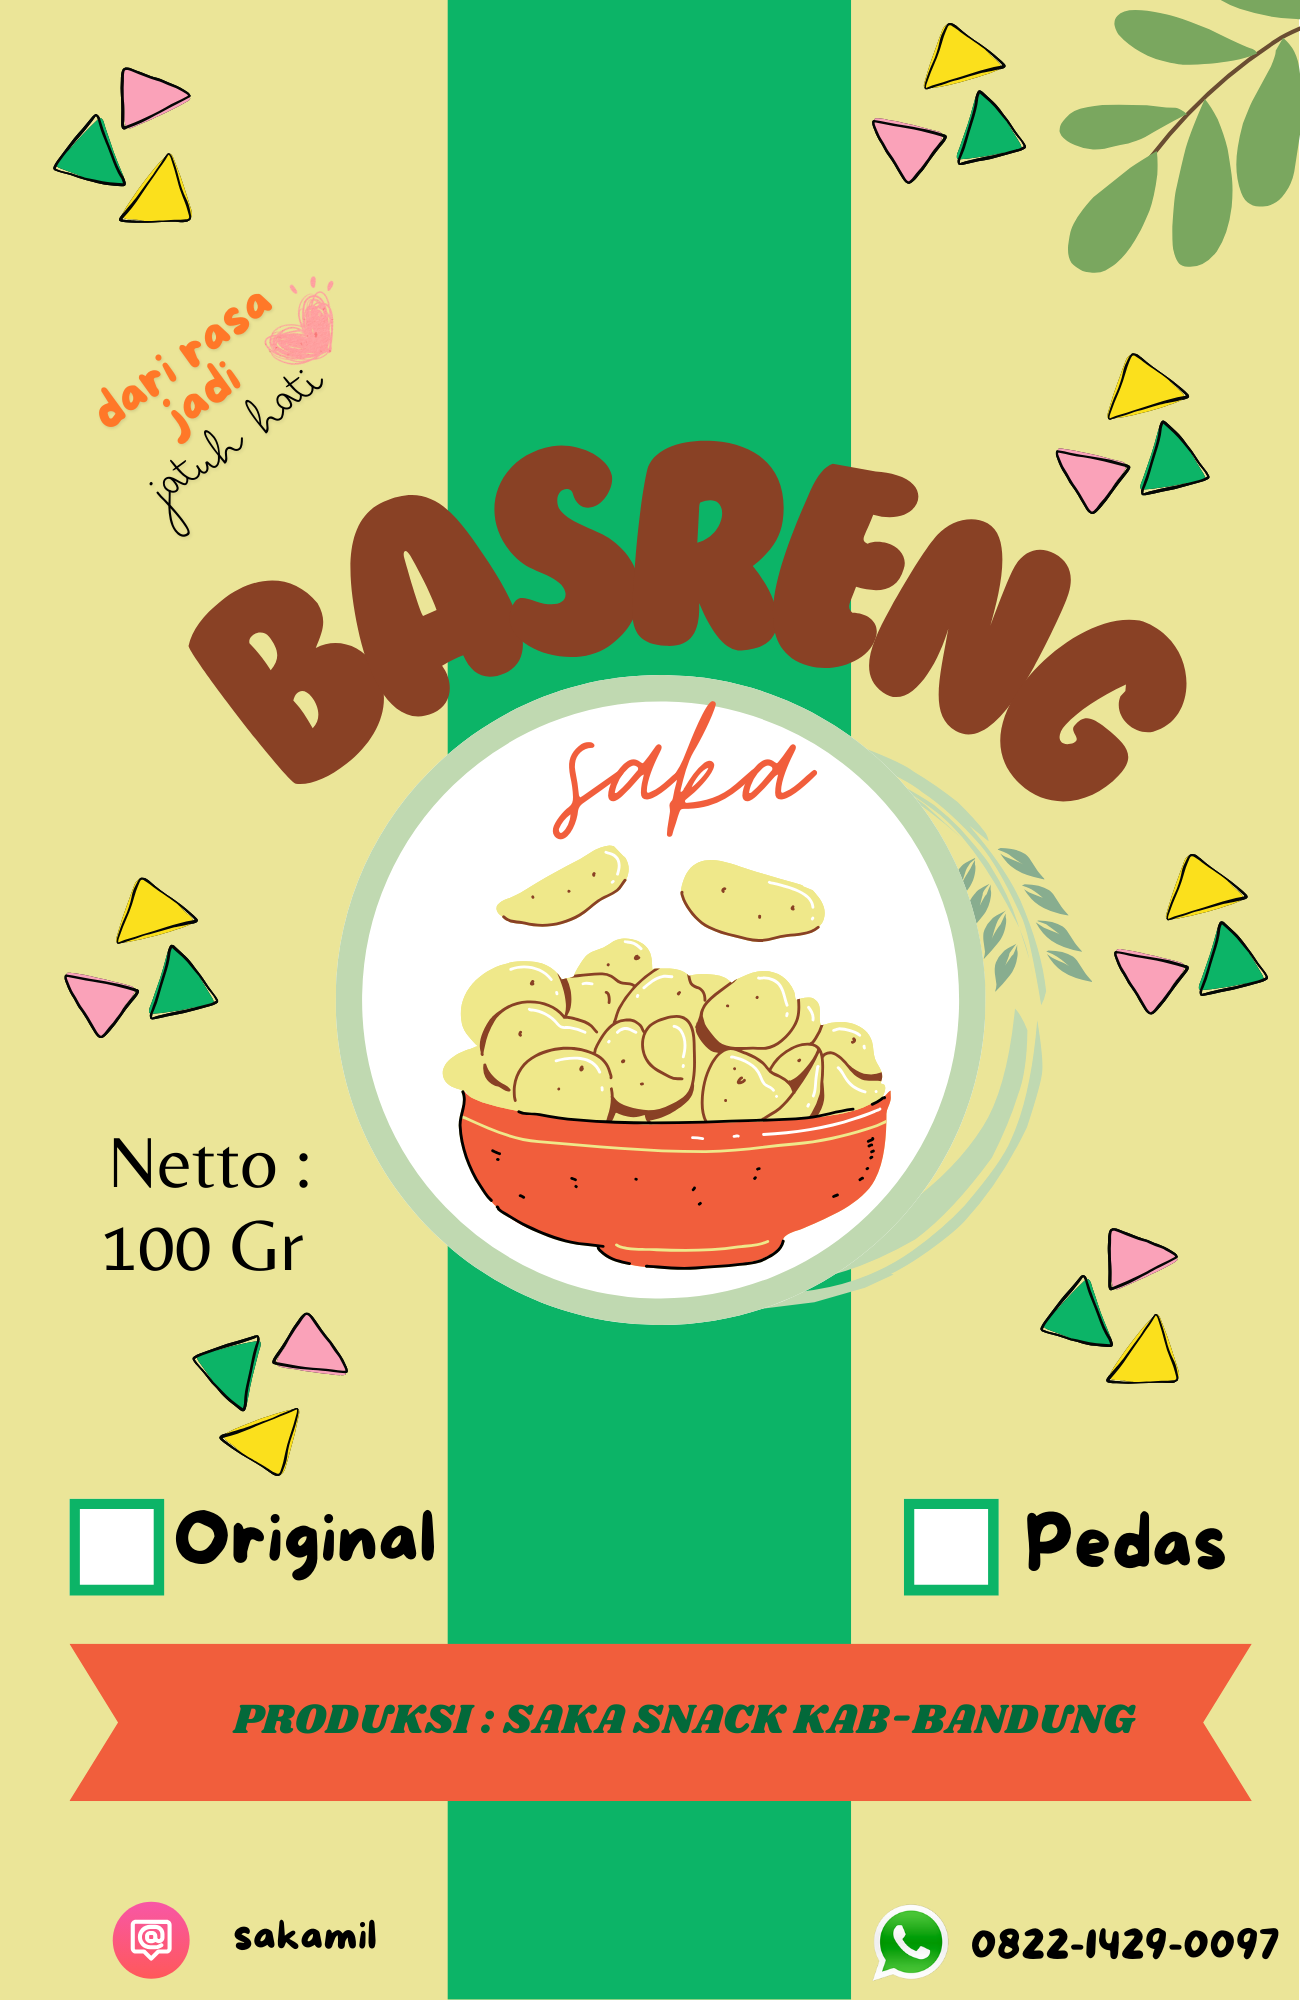 dari rasa
jadi
jatuh hati
BASRENG
saka
Netto :
100 Gr
Original
Pedas
PRODUKSI : SAKA SNACK KAB-BANDUNG
@
sakamil
0822-1429-0097